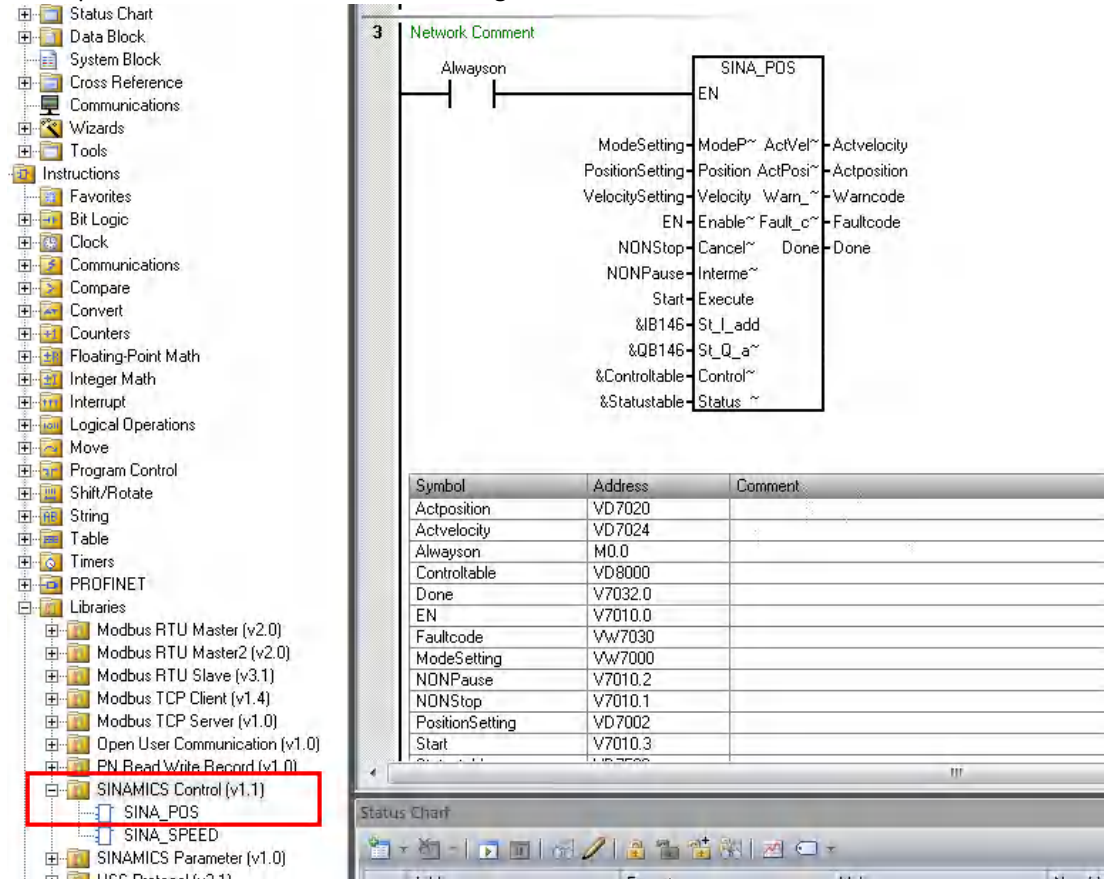 Status Chart
Data Block
System Block
Cross Reference
Communications
Wizards
Tools
Instructions
Favorites
Bit Logic
Clock
Communications
Compare
Convert
Counters
Floating-Point Math
Integer Math
Interrupt
Logical Operations
Move
Program Control
Shift/Rotate
String
Table
Timers
PROFINET
Libraries
Modbus RTU Master (v2.0)
Modbus RTU Master2 (v2.0)
Modbus RTU Slave (v3.1)
Modbus TCP Client (v1.4)
Modbus TCP Server (v1.0)
Open User Communication (v1.0)
PN Read Write Record (v1.0)
SINAMICS Control (v1.1)
SINA_POS
SINA_SPEED
SINAMICS Parameter (v1.0)
3 Network Comment
Alwayson SINA_POS
EN
ModeSetting ModeP~ ActVel~ Actvelocity
PositionSetting Position ActPosi~ Actposition
VelocitySetting Velocity Warn_~ Warncode
EN Enable~ Fault_c~ Faultcode
NONStop Cancel~ Done Done
NONPause Interme~
Start Execute
&IB146 St_I_add
&QB146 St_Q_a~
&Controltable Control~
&Statustable Status ~
Symbol Address Comment
Actposition VD7020
Actvelocity VD7024
Alwayson M0.0
Controltable VD8000
Done V7032.0
EN V7010.0
Faultcode VW7030
ModeSetting VW7000
NONPause V7010.2
NONStop V7010.1
PositionSetting VD7002
Start V7010.3
Status Chart